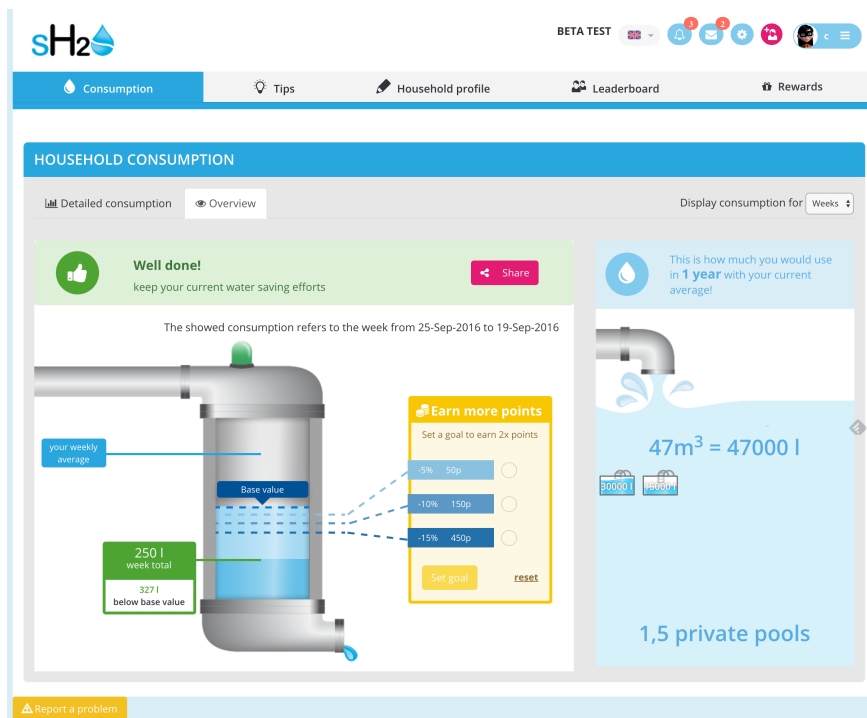 sH2
BETA TEST
3
2
c
Consumption
Tips
Household profile
Leaderboard
Rewards
HOUSEHOLD CONSUMPTION
Detailed consumption
Overview
Display consumption for Weeks
Well done!
keep your current water saving efforts
Share
The showed consumption refers to the week from 25-Sep-2016 to 19-Sep-2016
your weekly
average
Base value
250 l
week total
327 l
below base value
Earn more points
Set a goal to earn 2x points
-5% 50p
-10% 150p
-15% 450p
Set goal
reset
This is how much you would use
in 1 year with your current
average!
47m³ = 47000 l
30000 l
1,5 private pools
Report a problem